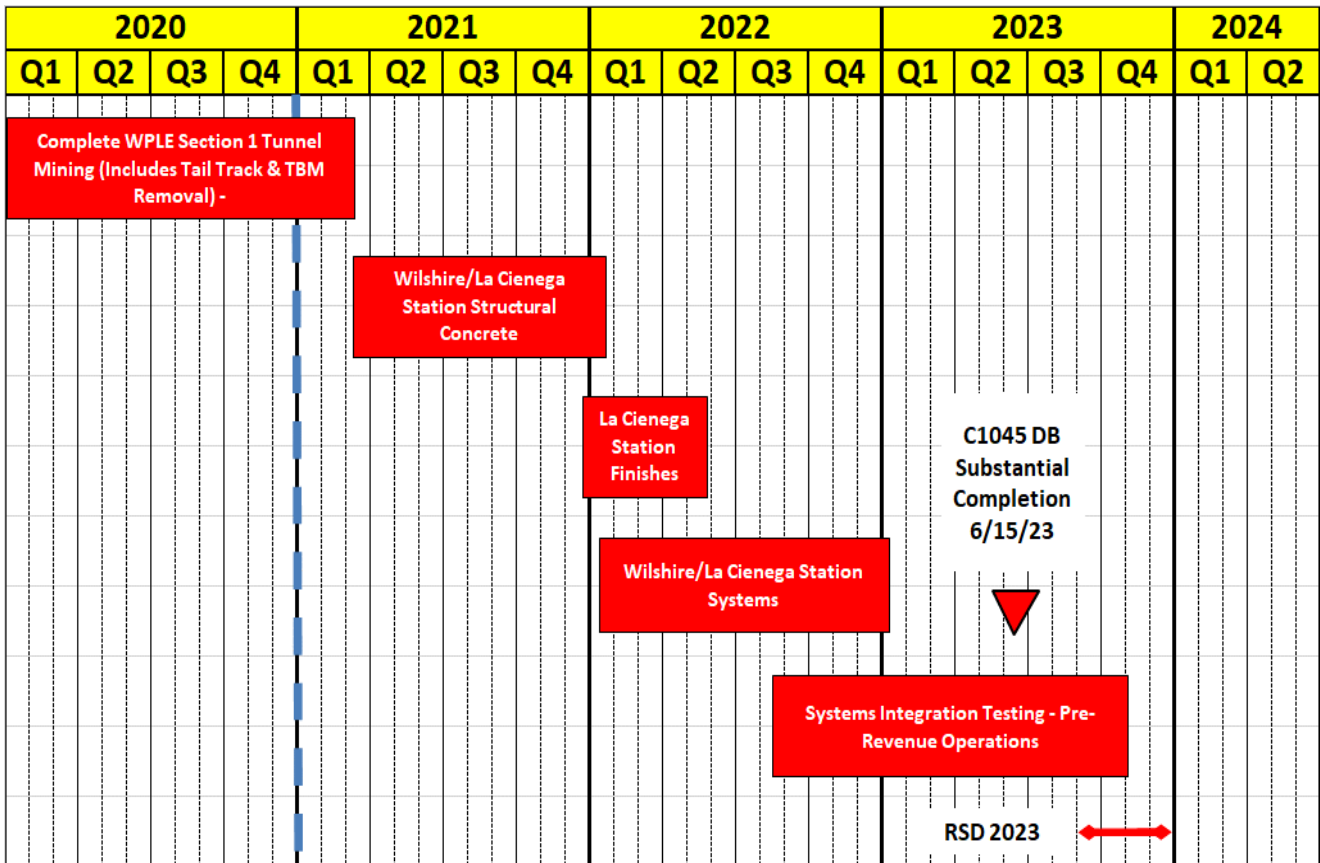 2020 2021 2022 2023 2024
Q1 Q2 Q3 Q4 Q1 Q2 Q3 Q4 Q1 Q2 Q3 Q4 Q1 Q2 Q3 Q4 Q1 Q2
Complete WPLE Section 1 Tunnel
Mining (Includes Tail Track & TBM
Removal) -
Wilshire/La Cienega
Station Structural
Concrete
La Cienega
Station
Finishes
C1045 DB
Substantial
Completion
6/15/23
Wilshire/La Cienega Station
Systems
Systems Integration Testing - Pre-
Revenue Operations
RSD 2023